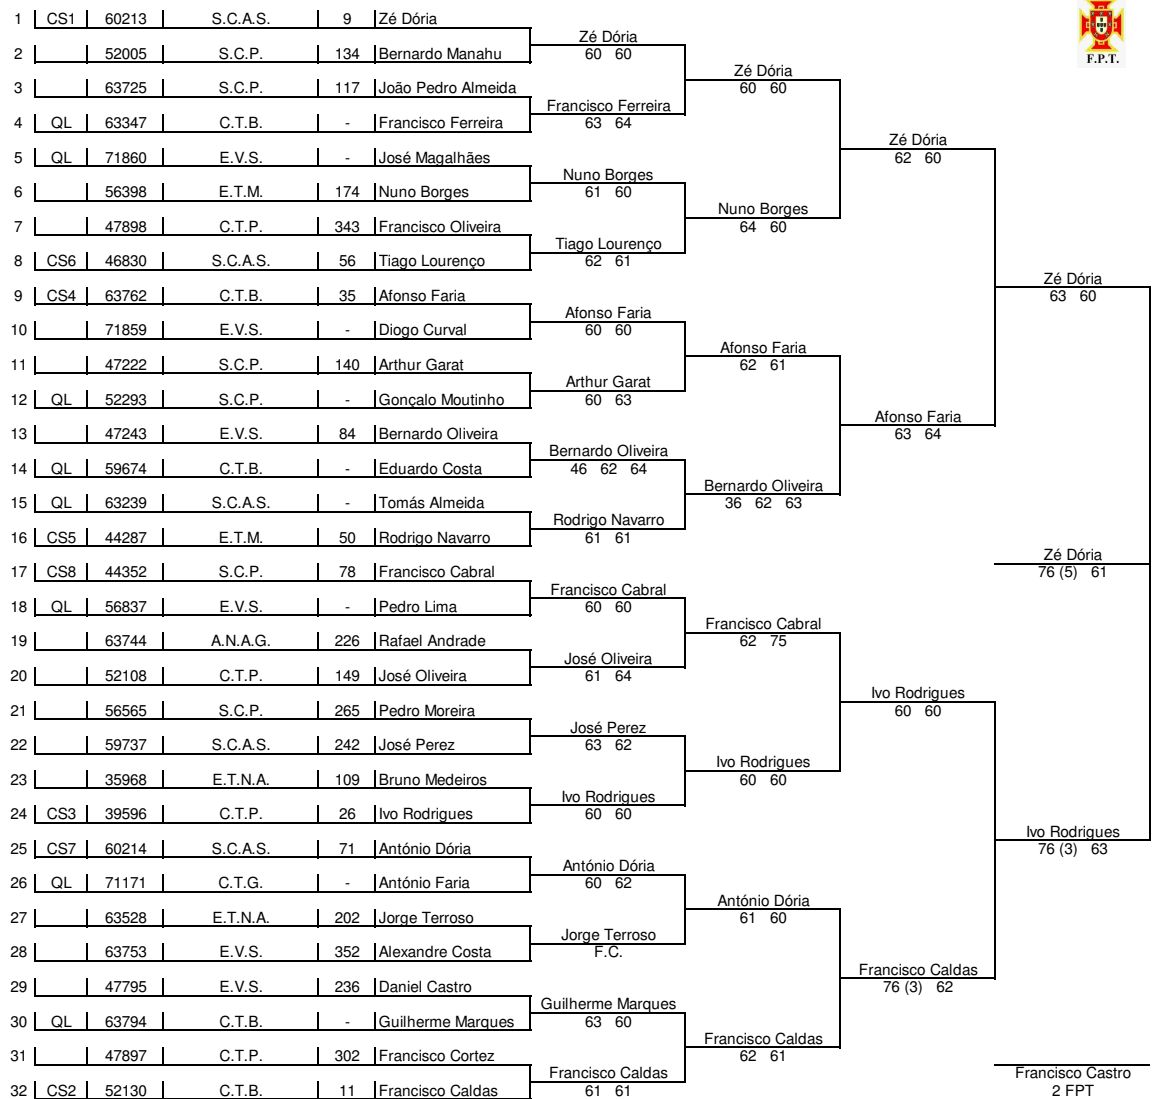 1 CS1 60213 S.C.A.S. 9 Zé Dória
Zé Dória
2 52005 S.C.P. 134 Bernardo Manahu
60 60
F.P.T.
Zé Dória
3 63725 S.C.P. 117 João Pedro Almeida
60 60
Francisco Ferreira
4 QL 63347 C.T.B. - Francisco Ferreira
63 64
Zé Dória
5 QL 71860 E.V.S. - José Magalhães
62 60
Nuno Borges
6 56398 E.T.M. 174 Nuno Borges
61 60
Nuno Borges
7 47898 C.T.P. 343 Francisco Oliveira
64 60
Tiago Lourenço
8 CS6 46830 S.C.A.S. 56 Tiago Lourenço
62 61
Zé Dória
9 CS4 63762 C.T.B. 35 Afonso Faria
63 60
Afonso Faria
10 71859 E.V.S. - Diogo Curval
60 60
Afonso Faria
11 47222 S.C.P. 140 Arthur Garat
62 61
Arthur Garat
12 QL 52293 S.C.P. - Gonçalo Moutinho
60 63
Afonso Faria
13 47243 E.V.S. 84 Bernardo Oliveira
63 64
Bernardo Oliveira
14 QL 59674 C.T.B. - Eduardo Costa
46 62 64
Bernardo Oliveira
15 QL 63239 S.C.A.S. - Tomás Almeida
36 62 63
Rodrigo Navarro
16 CS5 44287 E.T.M. 50 Rodrigo Navarro
61 61
Zé Dória
17 CS8 44352 S.C.P. 78 Francisco Cabral
76 (5) 61
Francisco Cabral
18 QL 56837 E.V.S. - Pedro Lima
60 60
Francisco Cabral
19 63744 A.N.A.G. 226 Rafael Andrade
62 75
José Oliveira
20 52108 C.T.P. 149 José Oliveira
61 64
Ivo Rodrigues
21 56565 S.C.P. 265 Pedro Moreira
60 60
José Perez
22 59737 S.C.A.S. 242 José Perez
63 62
Ivo Rodrigues
23 35968 E.T.N.A. 109 Bruno Medeiros
60 60
Ivo Rodrigues
24 CS3 39596 C.T.P. 26 Ivo Rodrigues
60 60
Ivo Rodrigues
25 CS7 60214 S.C.A.S. 71 António Dória
76 (3) 63
António Dória
26 QL 71171 C.T.G. - António Faria
60 62
António Dória
27 63528 E.T.N.A. 202 Jorge Terroso
61 60
Jorge Terroso
28 63753 E.V.S. 352 Alexandre Costa
F.C.
Francisco Caldas
29 47795 E.V.S. 236 Daniel Castro
76 (3) 62
Guilherme Marques
30 QL 63794 C.T.B. - Guilherme Marques
63 60
Francisco Caldas
31 47897 C.T.P. 302 Francisco Cortez
62 61
Francisco Caldas
Francisco Castro
32 CS2 52130 C.T.B. 11 Francisco Caldas
61 61
2 FPT